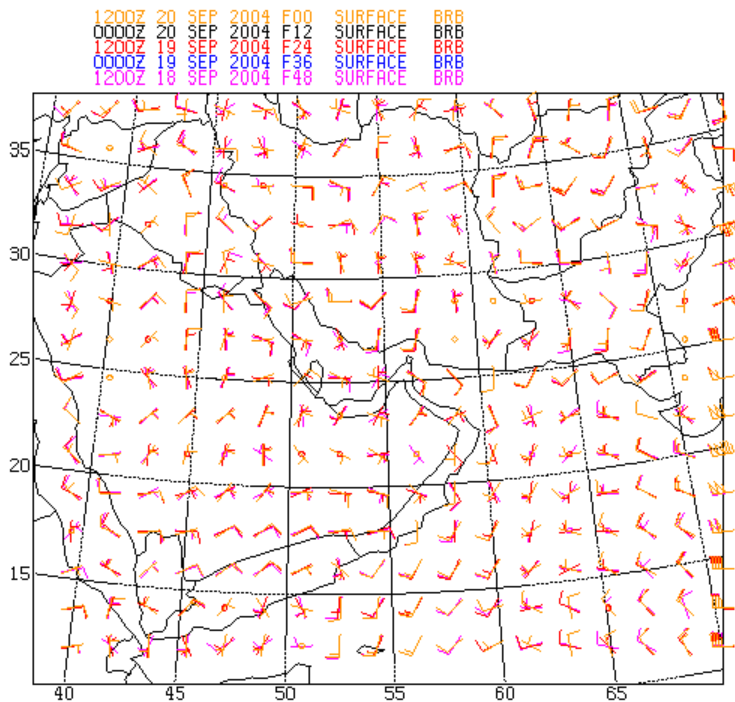 1200Z 20 SEP 2004 F00 SURFACE BRB
0000Z 20 SEP 2004 F12 SURFACE BRB
1200Z 19 SEP 2004 F24 SURFACE BRB
0000Z 19 SEP 2004 F36 SURFACE BRB
1200Z 18 SEP 2004 F48 SURFACE BRB
35
30
25
20
15
40 45 50 55 60 65